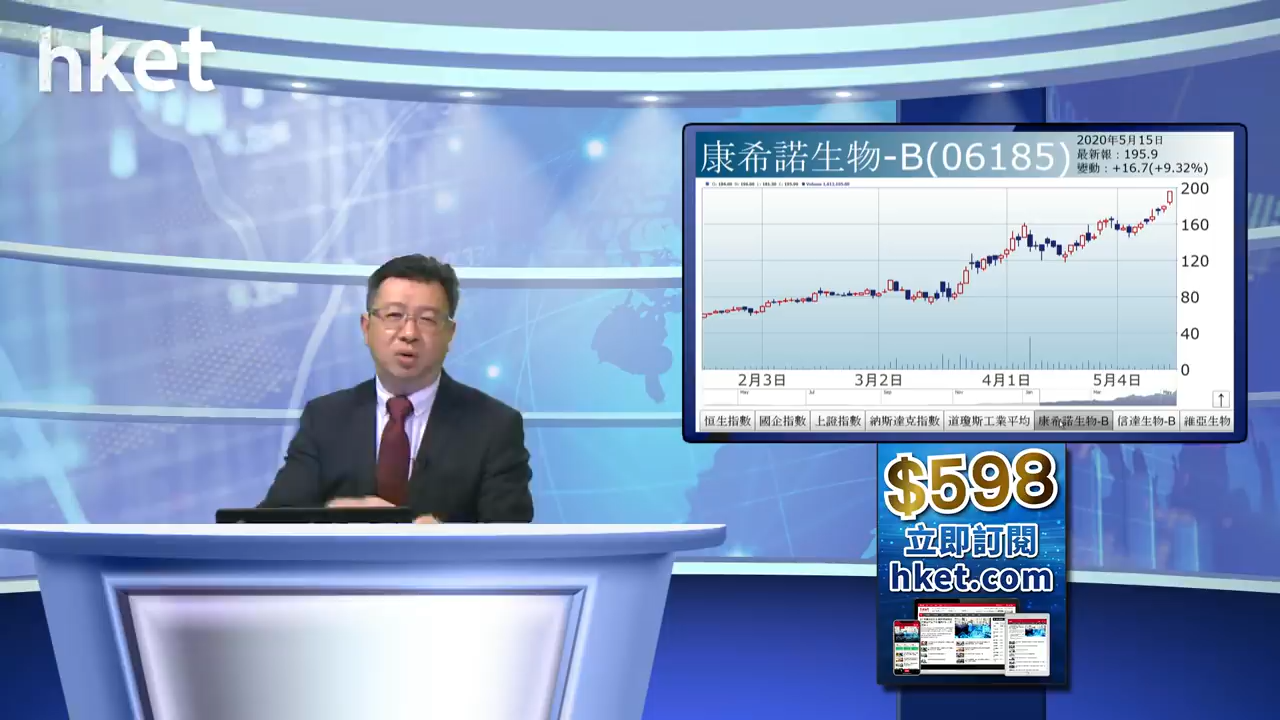 hket
康希諾生物-B(06185)
2020年5月15日
最新報：195.9
變動：+16.7(+9.32%)
200
160
120
80
40
0
2月3日
3月2日
4月1日
5月4日
恒生指數
國企指數
上證指數
納斯達克指數
道瓊斯工業平均
康希諾生物-B
信達生物-B
維亞生物
$598
立即訂閱
hket.com